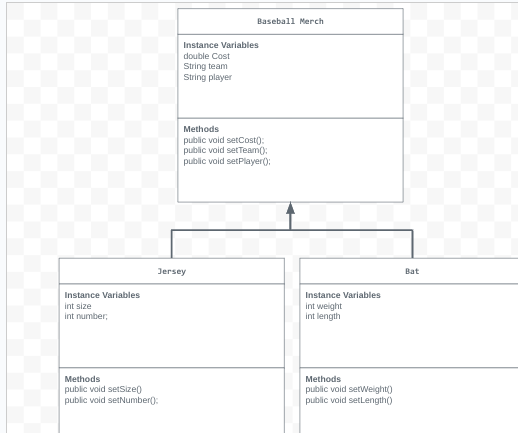 Baseball Merch
Instance Variables
double Cost
String team
String player
Methods
public void setCost();
public void setTeam();
public void setPlayer();
Jersey
Instance Variables
int size
int number;
Methods
public void setSize()
public void setNumber();
Bat
Instance Variables
int weight
int length
Methods
public void setWeight()
public void setLength()